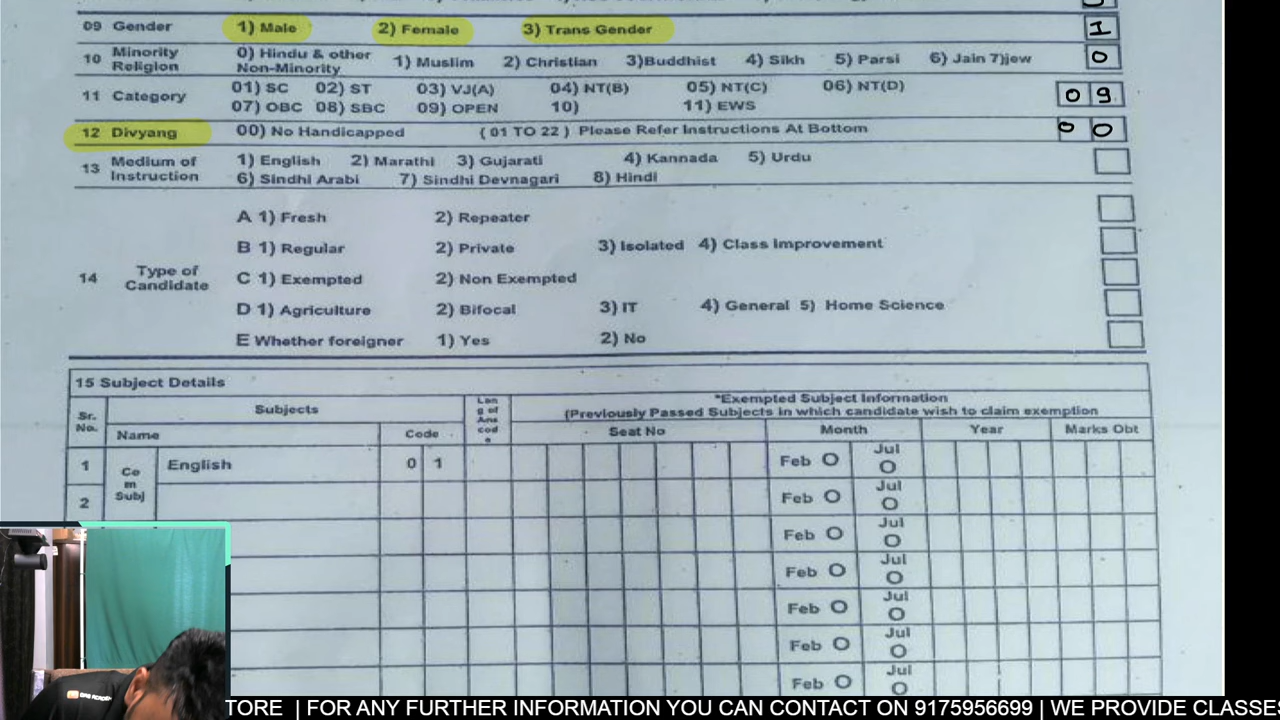 09 Gender 1) Male 2) Female 3) Trans Gender 1
10 Minority Religion 0) Hindu & other Non-Minority 1) Muslim 2) Christian 3)Buddhist 4) Sikh 5) Parsi 6) Jain 7)jew 0
11 Category 01) SC 02) ST 03) VJ(A) 04) NT(B) 05) NT(C) 06) NT(D) 0 9
07) OBC 08) SBC 09) OPEN 10) 11) EWS
12 Divyang 00) No Handicapped ( 01 TO 22 ) Please Refer Instructions At Bottom 0 0
13 Medium of Instruction 1) English 2) Marathi 3) Gujarati 4) Kannada 5) Urdu
6) Sindhi Arabi 7) Sindhi Devnagari 8) Hindi
14 Type of Candidate
A 1) Fresh 2) Repeater
B 1) Regular 2) Private 3) Isolated 4) Class Improvement
C 1) Exempted 2) Non Exempted
D 1) Agriculture 2) Bifocal 3) IT 4) General 5) Home Science
E Whether foreigner 1) Yes 2) No
15 Subject Details
Sr. No. Subjects Lan g of Ans cod e *Exempted Subject Information
(Previously Passed Subjects in which candidate wish to claim exemption
Name Code Seat No Month Year Marks Obt
1 Co m Subj English 0 1 Feb O Jul O
2 Feb O Jul O
Feb O Jul O
Feb O Jul O
Feb O Jul O
Feb O Jul O
Feb O Jul O
TORE | FOR ANY FURTHER INFORMATION YOU CAN CONTACT ON 9175956699 | WE PROVIDE CLASSES